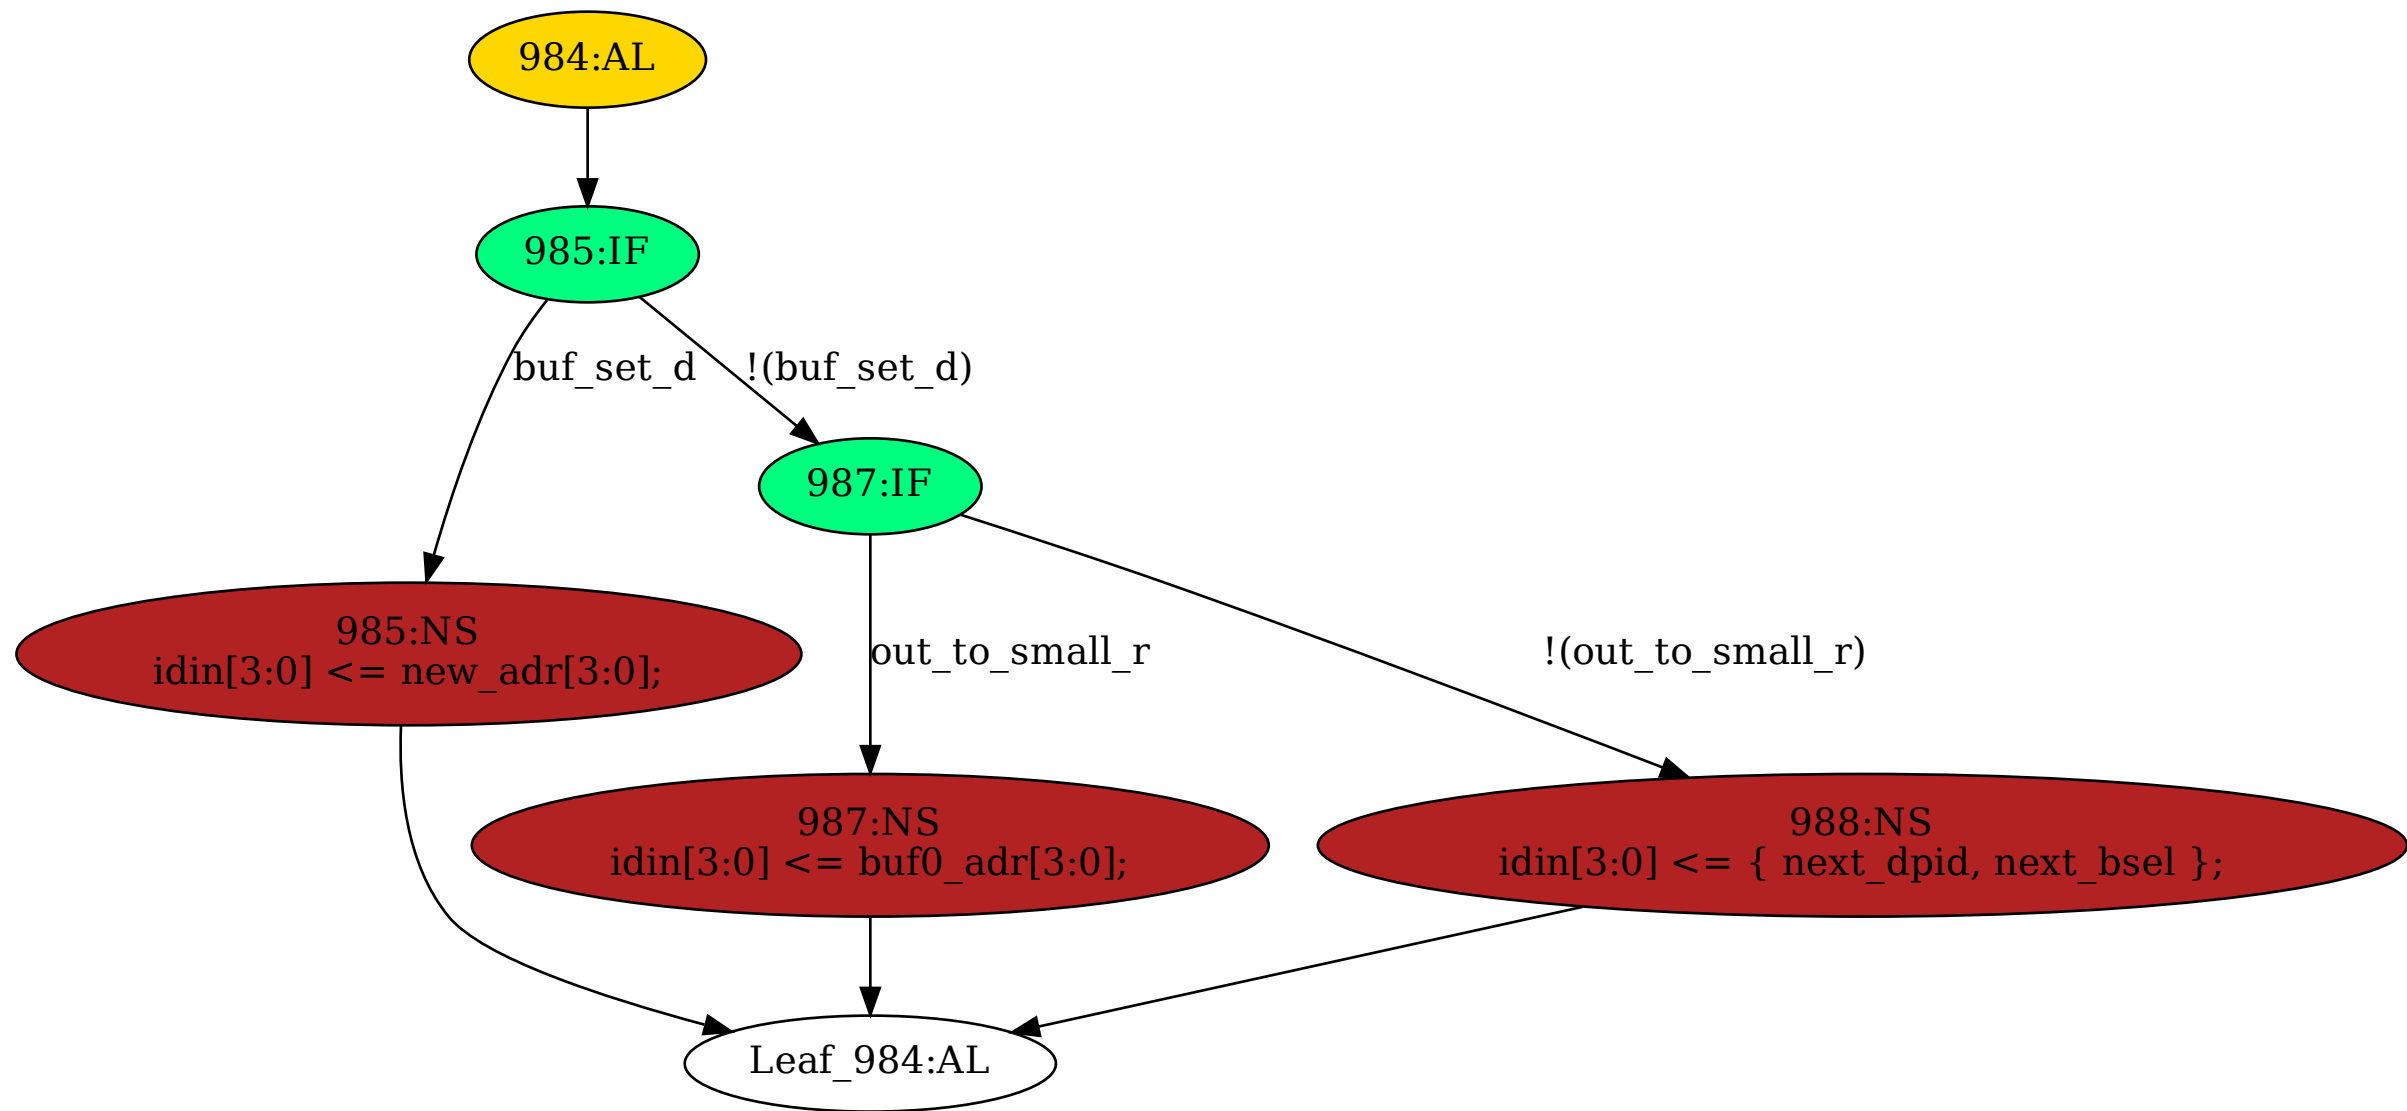 984:AL
985:IF
buf_set_d
!(buf_set_d)
987:IF
985:NS
idin[3:0] <= new_adr[3:0];
out_to_small_r
!(out_to_small_r)
987:NS
idin[3:0] <= buf0_adr[3:0];
988:NS
idin[3:0] <= { next_dpid, next_bsel };
Leaf_984:AL